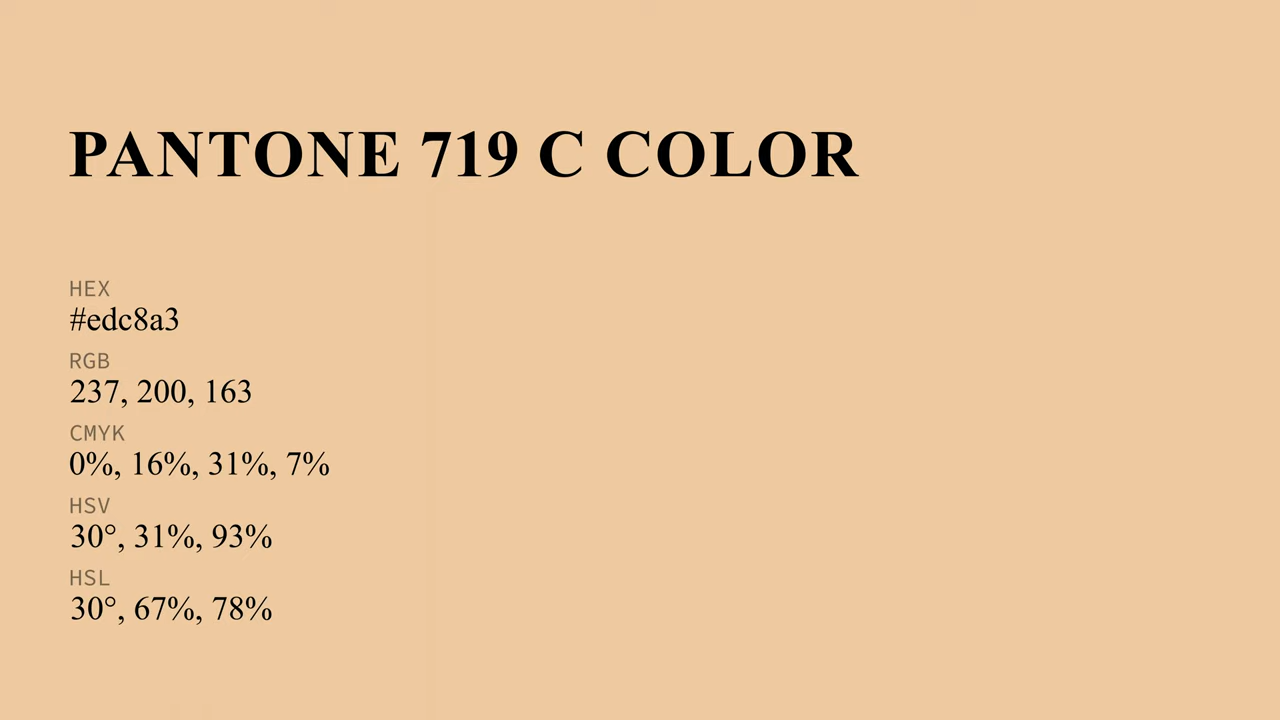 PANTONE 719 C COLOR
HEX
#edc8a3
RGB
237, 200, 163
CMYK
0%, 16%, 31%, 7%
HSV
30°, 31%, 93%
HSL
30°, 67%, 78%